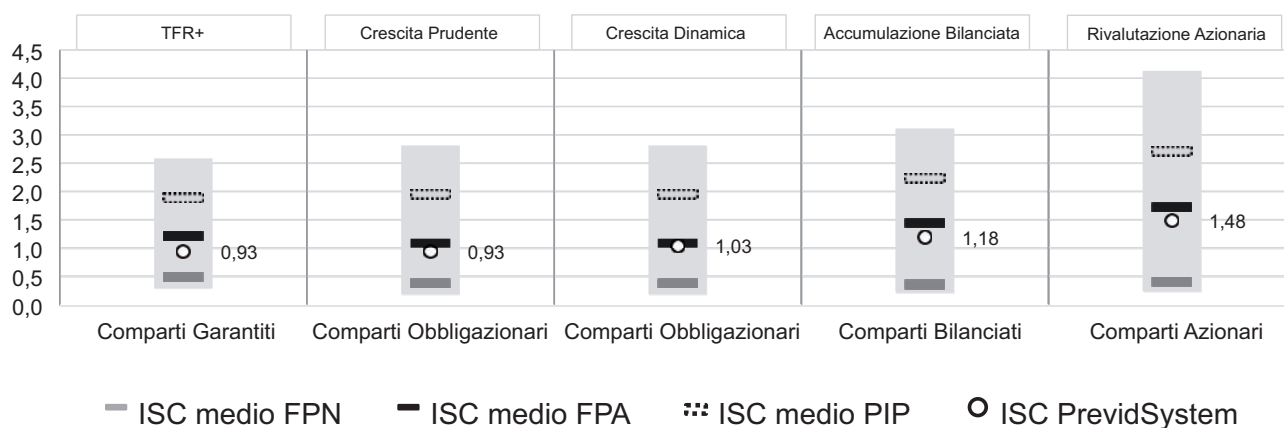 TFR+ Crescita Prudente Crescita Dinamica Accumulazione Bilanciata Rivalutazione Azionaria
4,5
4,0
3,5
3,0
2,5
2,0
1,5
1,0
0,5
0,0
0,93 0,93 1,03 1,18 1,48
Comparti Garantiti Comparti Obbligazionari Comparti Obbligazionari Comparti Bilanciati Comparti Azionari
ISC medio FPN ISC medio FPA ISC medio PIP ISC PrevidSystem